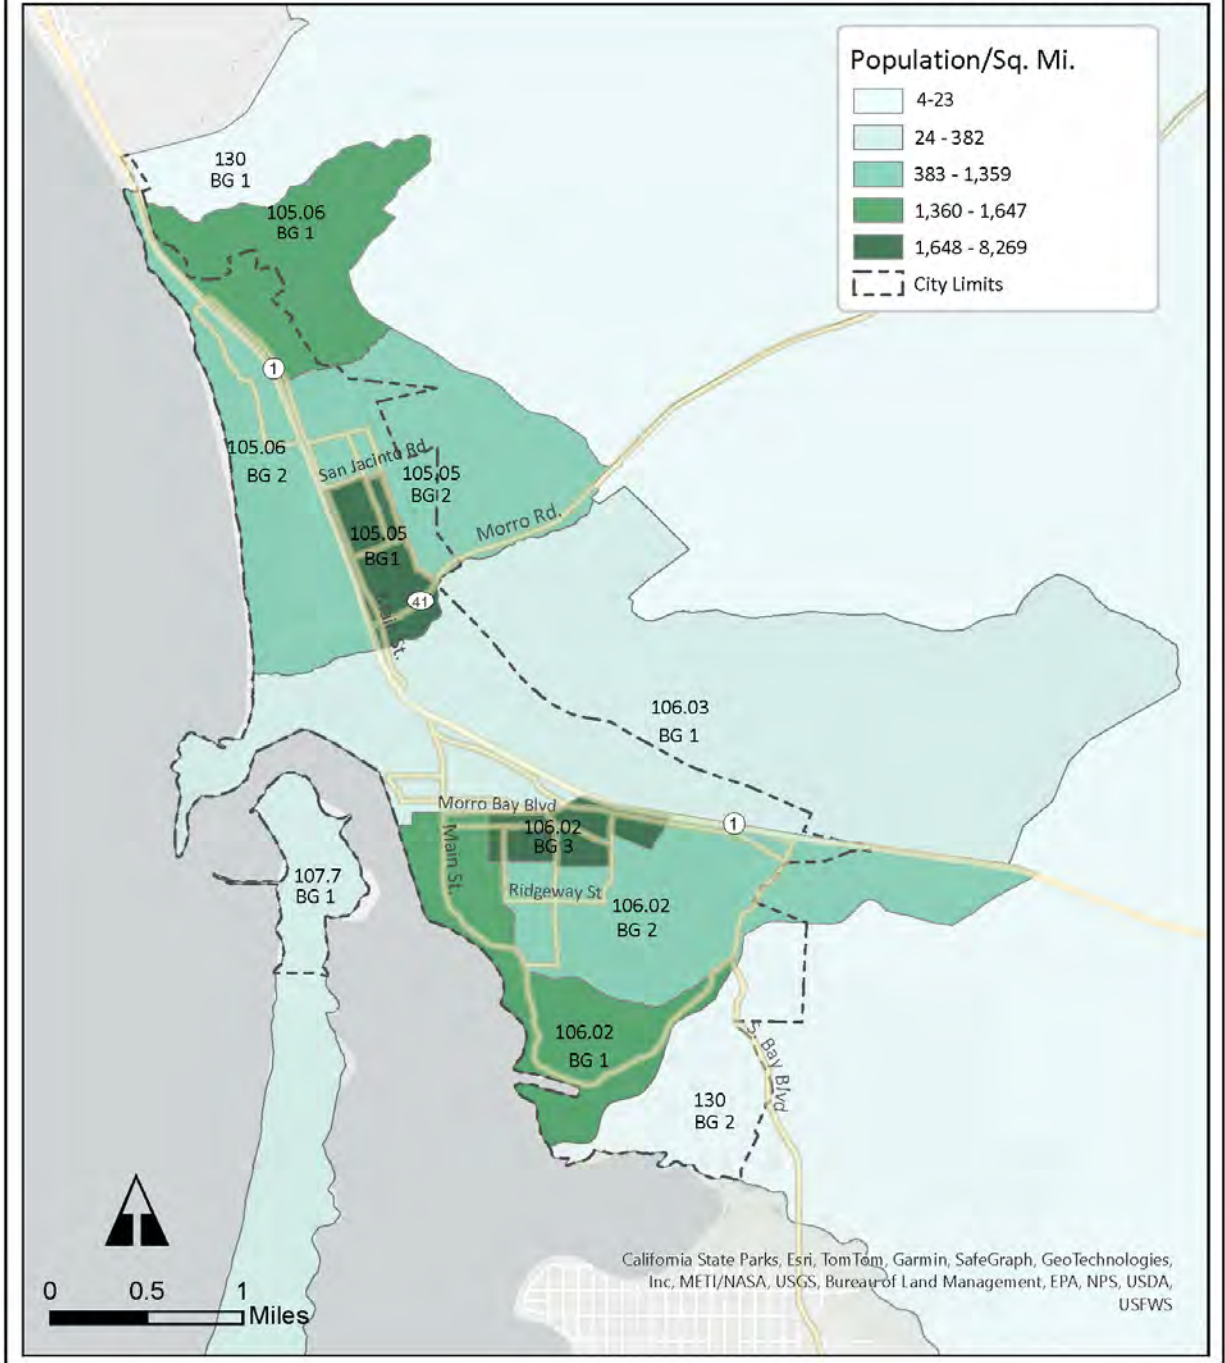 Population/Sq. Mi.
4-23
24 - 382
383 - 1,359
1,360 - 1,647
1,648 - 8,269
City Limits
130
BG 1
105.06
BG 1
1
105.06
BG 2
San Jacinto Rd.
105.05
BG 2
Morro Rd.
105.05
BG1
41
Main St.
106.03
BG 1
Morro Bay Blvd
1
106.02
BG 3
Main St.
107.7
BG 1
Ridgeway St
106.02
BG 2
106.02
BG 1
S. Bay Blvd
130
BG 2
California State Parks, Esri, TomTom, Garmin, SafeGraph, GeoTechnologies,
Inc, METI/NASA, USGS, Bureau of Land Management, EPA, NPS, USDA,
USFWS
0 0.5 1
Miles